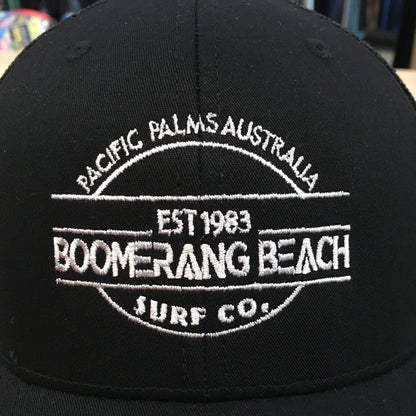 PACIFIC PALMS AUSTRALIA
EST 1983
BOOMERANG BEACH
SURF CO.